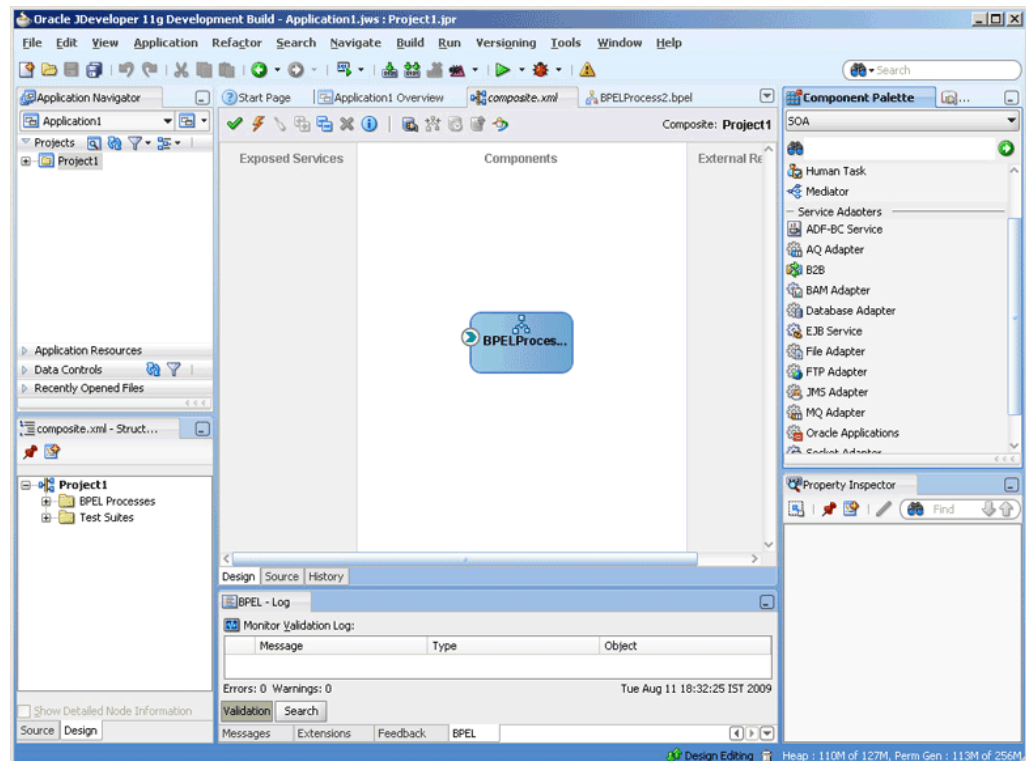 Oracle JDeveloper 11g Development Build - Application1.jws : Project1.jpr
File Edit View Application Refactor Search Navigate Build Run Versioning Tools Window Help
Search
Application Navigator
Start Page
Application1 Overview
composite.xml
BPELProcess2.bpel
Component Palette
Application1
Composite: Project1
SOA
Projects
Project1
Exposed Services
Components
External Re
Human Task
Mediator
Service Adapters
ADF-BC Service
AQ Adapter
B2B
BAM Adapter
Database Adapter
EJB Service
File Adapter
FTP Adapter
JMS Adapter
MQ Adapter
Oracle Applications
Socket Adapter
BPELProces...
Application Resources
Data Controls
Recently Opened Files
composite.xml - Struct...
Project1
BPEL Processes
Test Suites
Show Detailed Node Information
Source Design
Design Source History
BPEL - Log
Monitor Validation Log:
Message Type Object
Errors: 0 Warnings: 0
Tue Aug 11 18:32:25 IST 2009
Validation Search
Messages Extensions Feedback BPEL
Property Inspector
Find
Design Editing
Heap : 110M of 127M, Perm Gen : 113M of 256M